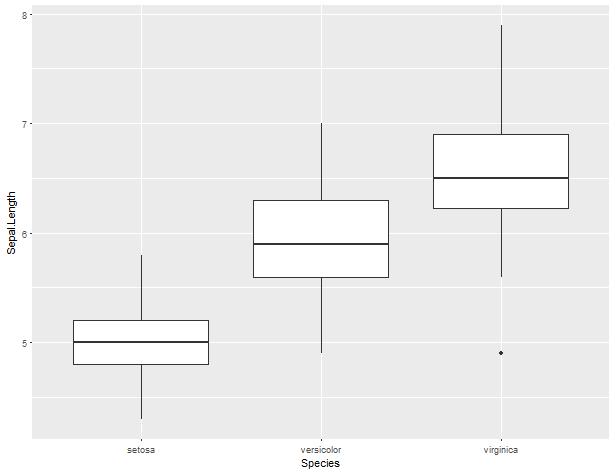 8
7
6
5
Sepal.Length
setosa
versicolor
virginica
Species